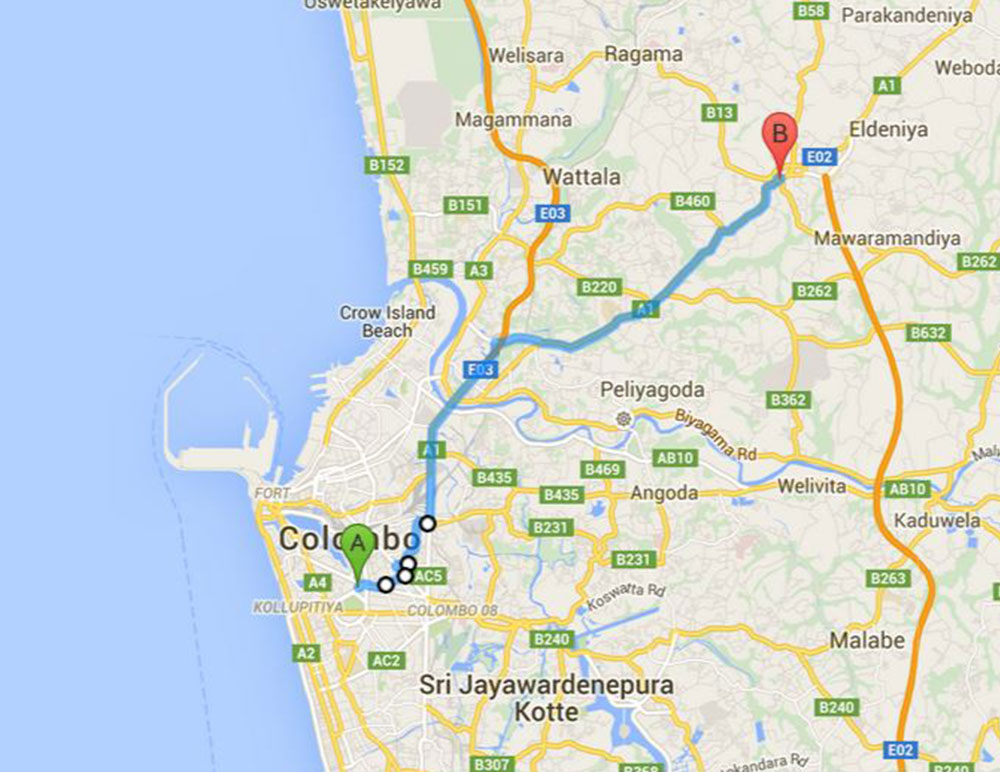 Uswetakeiyawa
B58
Parakandeniya
Welisara
Ragama
Weboda
A1
B13
Magammana
Eldeniya
B
E02
B152
Wattala
B151
B460
E03
Mawaramandiya
B262
B459
A3
B220
B262
Crow Island
Beach
A1
B632
E03
Peliyagoda
B362
Biyagama Rd
A1
AB10
B435
B469
Welivita
AB10
B435
Angoda
FORT
B231
Kaduwela
Colombo
A
B231
A4
AC5
B263
KOLLUPITIYA
COLOMBO 08
Koswatta Rd
B240
Malabe
A2
AC2
Sri Jayawardenepura
Kotte
B240
E02
B307
B368
B240